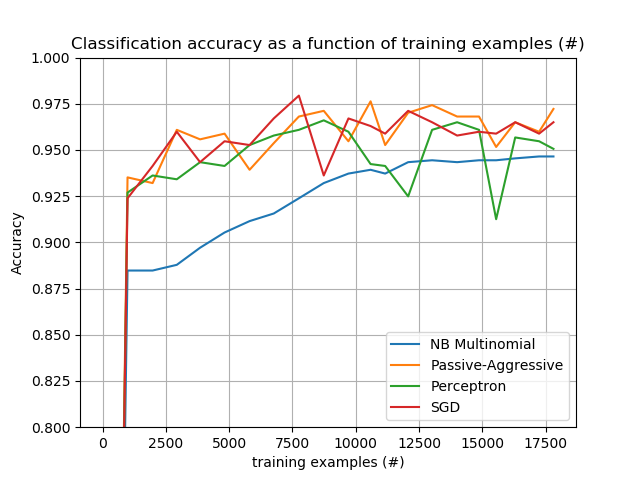 Classification accuracy as a function of training examples (#)
1.000
0.975
0.950
0.925
0.900
0.875
0.850
0.825
0.800
Accuracy
NB Multinomial
Passive-Aggressive
Perceptron
SGD
0 2500 5000 7500 10000 12500 15000 17500
training examples (#)